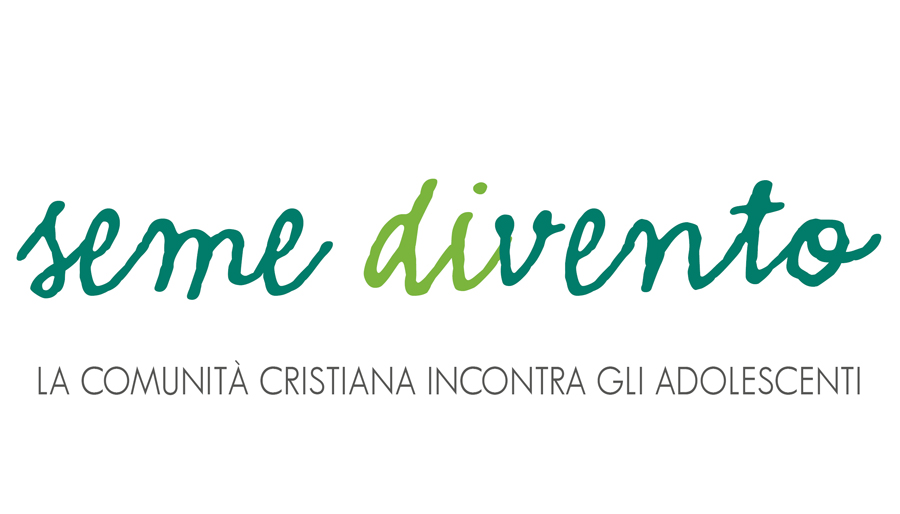 seme divento
LA COMUNITÀ CRISTIANA INCONTRA GLI ADOLESCENTI